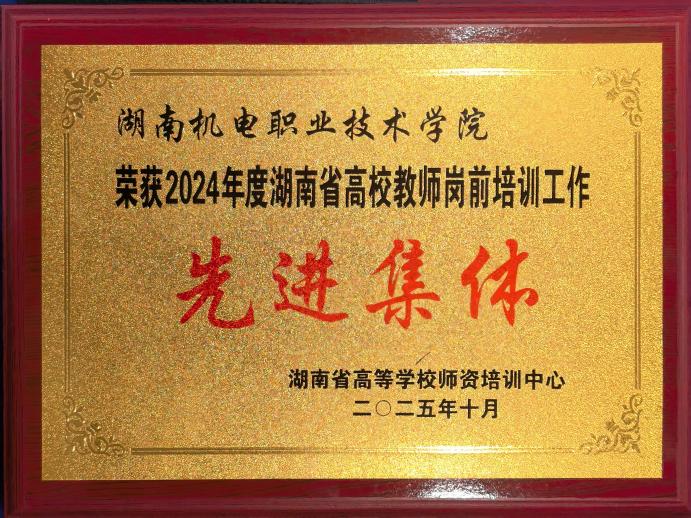 湖南机电职业技术学院
荣获2024年度湖南省高校教师岗前培训工作
先进集体
湖南省高等学校师资培训中心
二〇二五年十月